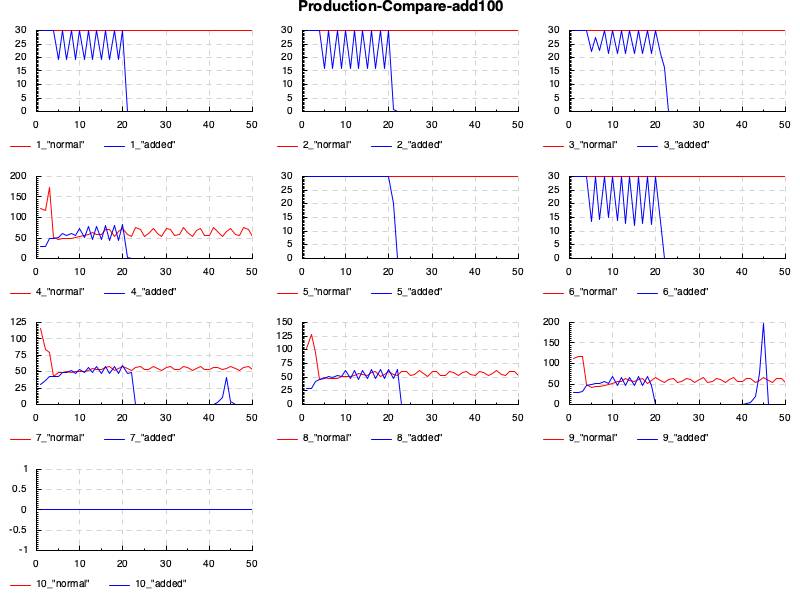 Production-Compare-add100
30 30 30
25 25 25
20 20 20
15 15 15
10 10 10
5 5 5
0 0 0
0 10 20 30 40 50 0 10 20 30 40 50 0 10 20 30 40 50
1_"normal" 1_"added" 2_"normal" 2_"added" 3_"normal" 3_"added"
200 30 30
150 25 25
100 20 20
50 15 15
0 10 10
5 5
0 0
0 10 20 30 40 50 0 10 20 30 40 50 0 10 20 30 40 50
4_"normal" 4_"added" 5_"normal" 5_"added" 6_"normal" 6_"added"
125 150 200
100 125 150
75 100 100
50 75 50
25 50 0
0 25
0
0 10 20 30 40 50 0 10 20 30 40 50 0 10 20 30 40 50
7_"normal" 7_"added" 8_"normal" 8_"added" 9_"normal" 9_"added"
1
0.5
0
-0.5
-1
0 10 20 30 40 50
10_"normal" 10_"added"